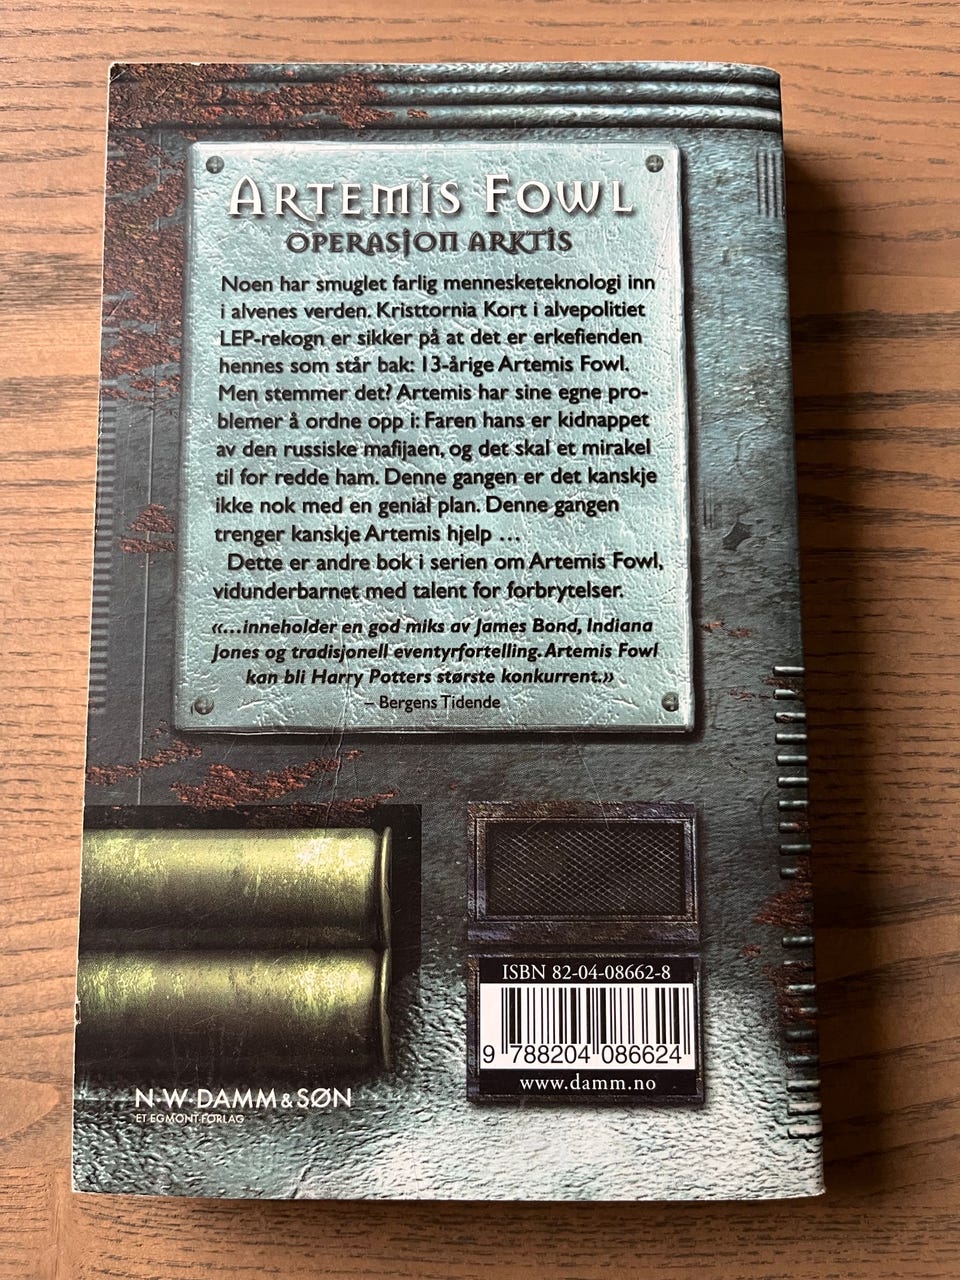 ARTEMIS FOWL
OPERASJON ARKTIS
Noen har smuglet farlig mennesketeknologi inn
i alvenes verden. Kristtornia Kort i alvepolitiet
LEP-rekogn er sikker på at det er erkefienden
hennes som står bak: 13-årige Artemis Fowl.
Men stemmer det? Artemis har sine egne pro-
blemer å ordne opp i: Faren hans er kidnappet
av den russiske mafijaen, og det skal et mirakel
til for redde ham. Denne gangen er det kanskje
ikke nok med en genial plan. Denne gangen
trenger kanskje Artemis hjelp ...
Dette er andre bok i serien om Artemis Fowl,
vidunderbarnet med talent for forbrytelser.
«...inneholder en god miks av James Bond, Indiana
Jones og tradisjonell eventyrfortelling. Artemis Fowl
kan bli Harry Potters største konkurrent.»
– Bergens Tidende
ISBN 82-04-08662-8
9 788204 086624
www.damm.no
N·W·DAMM & SØN
ET EGMONT-FORLAG